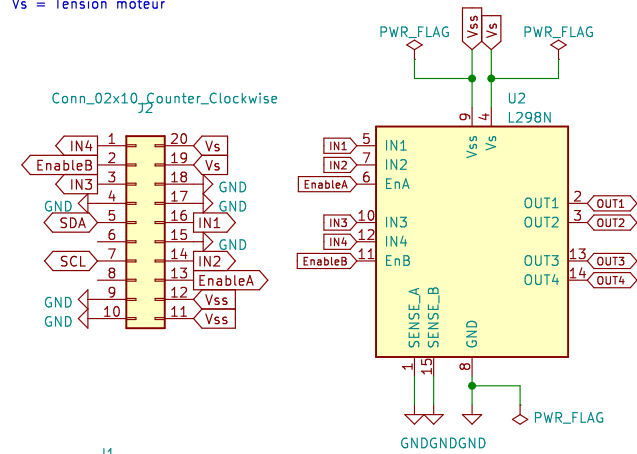 Vs = Tension moteur
Conn_02x10_Counter_Clockwise
J2
IN4 1 20 Vs
EnableB 2 19 Vs
IN3 3 18 GND
GND 4 17 GND
SDA 5 16 IN1
6 15 GND
SCL 7 14 IN2
8 13 EnableA
GND 9 12 Vss
GND 10 11 Vss
J1
PWR_FLAG Vss Vs PWR_FLAG
U2
L298N
9 4
Vss Vs
IN1 5 IN1
IN2 7 IN2
EnableA 6 EnA
OUT1 2 OUT1
IN3 10 IN3 OUT2 3 OUT2
IN4 12 IN4
EnableB 11 EnB OUT3 13 OUT3
OUT4 14 OUT4
SENSE_A SENSE_B GND
1 15 8
PWR_FLAG
GND GND GND